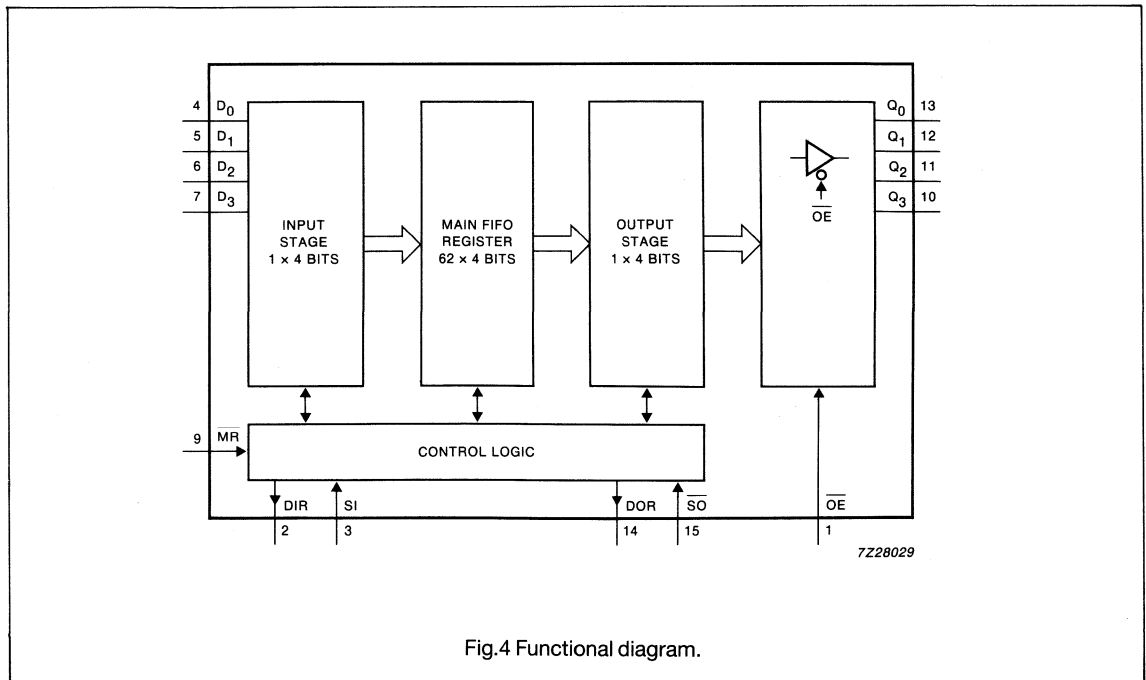 4 D0
5 D1
6 D2
7 D3
INPUT
STAGE
1 × 4 BITS
MAIN FIFO
REGISTER
62 × 4 BITS
OUTPUT
STAGE
1 × 4 BITS
OE
Q0 13
Q1 12
Q2 11
Q3 10
9 MR
CONTROL LOGIC
DIR
SI
DOR
SO
OE
2
3
14
15
1
7Z28029
Fig.4 Functional diagram.